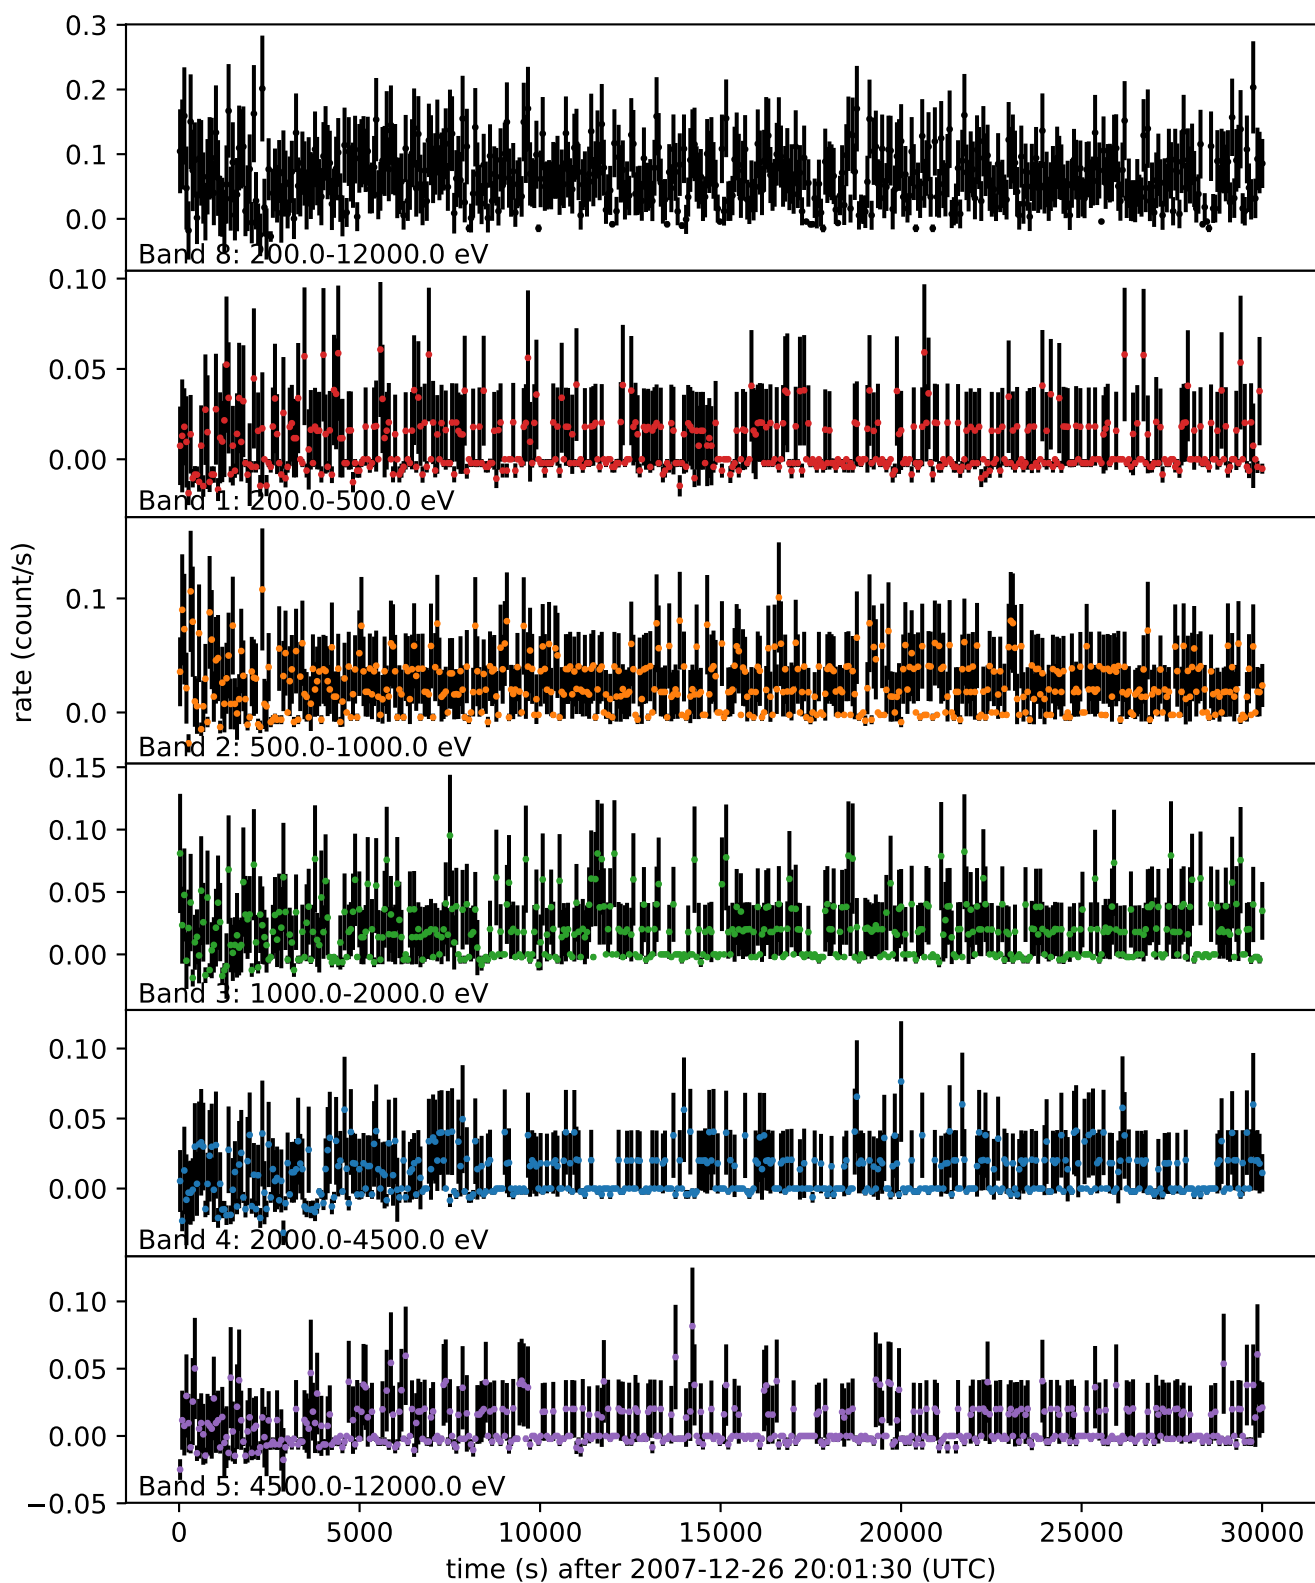 0.3
0.2
0.1
0.0
Band 8: 200.0-12000.0 eV
0.10
0.05
0.00
Band 1: 200.0-500.0 eV
rate (count/s)
0.1
0.0
Band 2: 500.0-1000.0 eV
0.15
0.10
0.05
0.00
Band 3: 1000.0-2000.0 eV
0.10
0.05
0.00
Band 4: 2000.0-4500.0 eV
0.10
0.05
0.00
−0.05
Band 5: 4500.0-12000.0 eV
0 5000 10000 15000 20000 25000 30000
time (s) after 2007-12-26 20:01:30 (UTC)